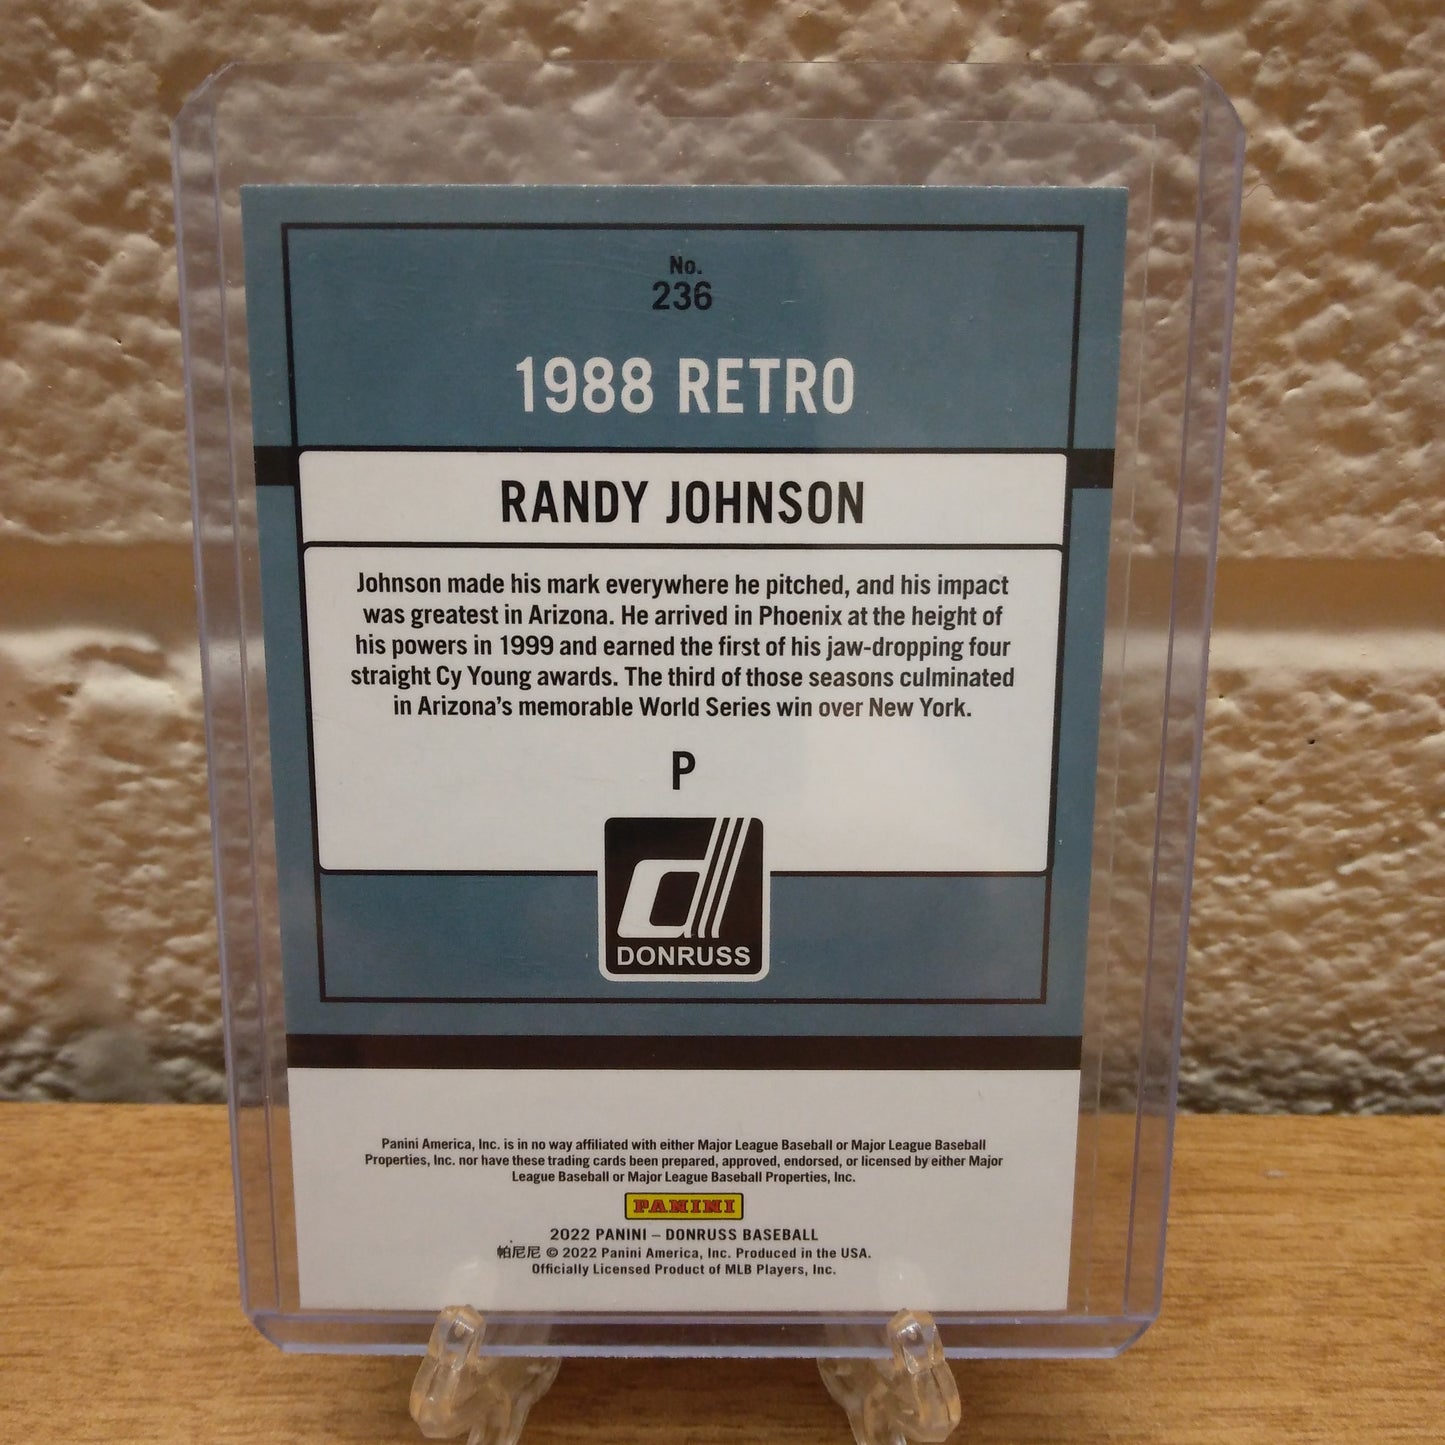 No.
236
1988 RETRO
RANDY JOHNSON
Johnson made his mark everywhere he pitched, and his impact
was greatest in Arizona. He arrived in Phoenix at the height of
his powers in 1999 and earned the first of his jaw-dropping four
straight Cy Young awards. The third of those seasons culminated
in Arizona's memorable World Series win over New York.
P
d
DONRUSS
Panini America, Inc. is in no way affiliated with either Major League Baseball or Major League Baseball
Properties, Inc. nor have these trading cards been prepared, approved, endorsed, or licensed by either Major
League Baseball or Major League Baseball Properties, Inc.
PANINI
2022 PANINI – DONRUSS BASEBALL
帕尼尼 © 2022 Panini America, Inc. Produced in the USA.
Officially Licensed Product of MLB Players, Inc.